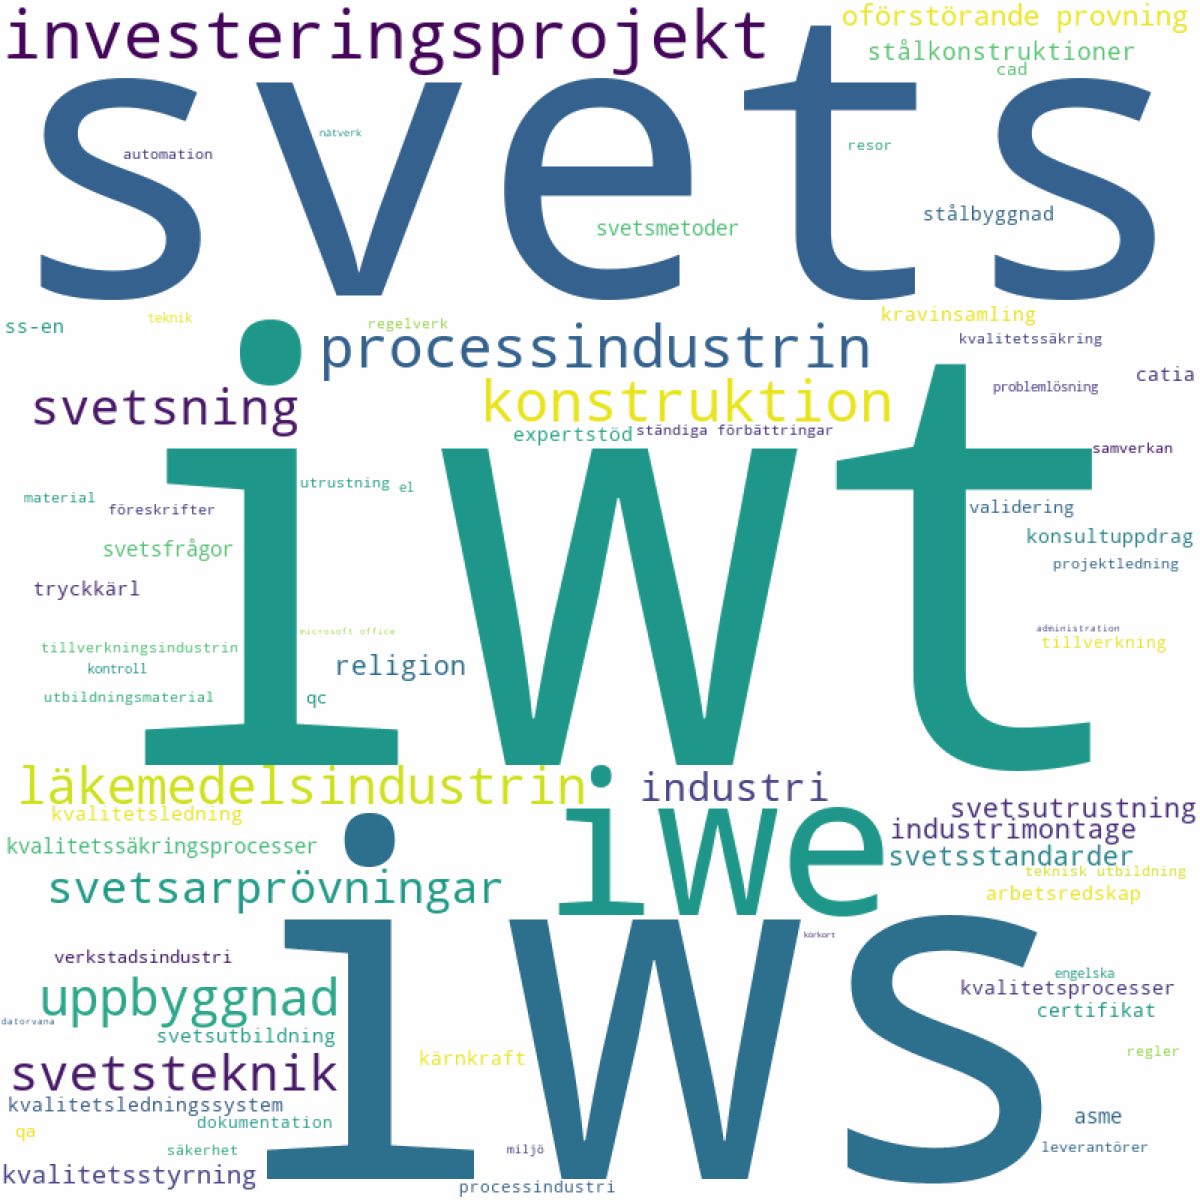 investeringsprojekt
oförstörande provning
stålkonstruktioner
cad
svets
nätverk
automation
resor
svetsmetoder
stålbyggnad
ss-en
teknik
regelverk
kravinsamling
processindustrin
kvalitetssäkring
catia
problemlösning
svetsning
konstruktion
expertstöd
ständiga förbättringar
samverkan
iwt
utrustning
el
material
föreskrifter
validering
svetsfrågor
konsultuppdrag
projektledning
tryckkärl
microsoft office
administration
tillverkningsindustrin
tillverkning
kontroll
religion
utbildningsmaterial
qc
läkemedelsindustrin
industri
kvalitetsledning
svetsutrustning
industrimontage
iwe
kvalitetssäkringsprocesser
svetsstandarder
teknisk utbildning
svetsarprövningar
arbetsredskap
körkort
iws
verkstadsindustri
engelska
kvalitetsprocesser
uppbyggnad
certifikat
datorvana
svetsutbildning
kärnkraft
regler
svetsteknik
kvalitetsledningssystem
asme
dokumentation
qa
säkerhet
miljö
leverantörer
kvalitetsstyrning
processindustri